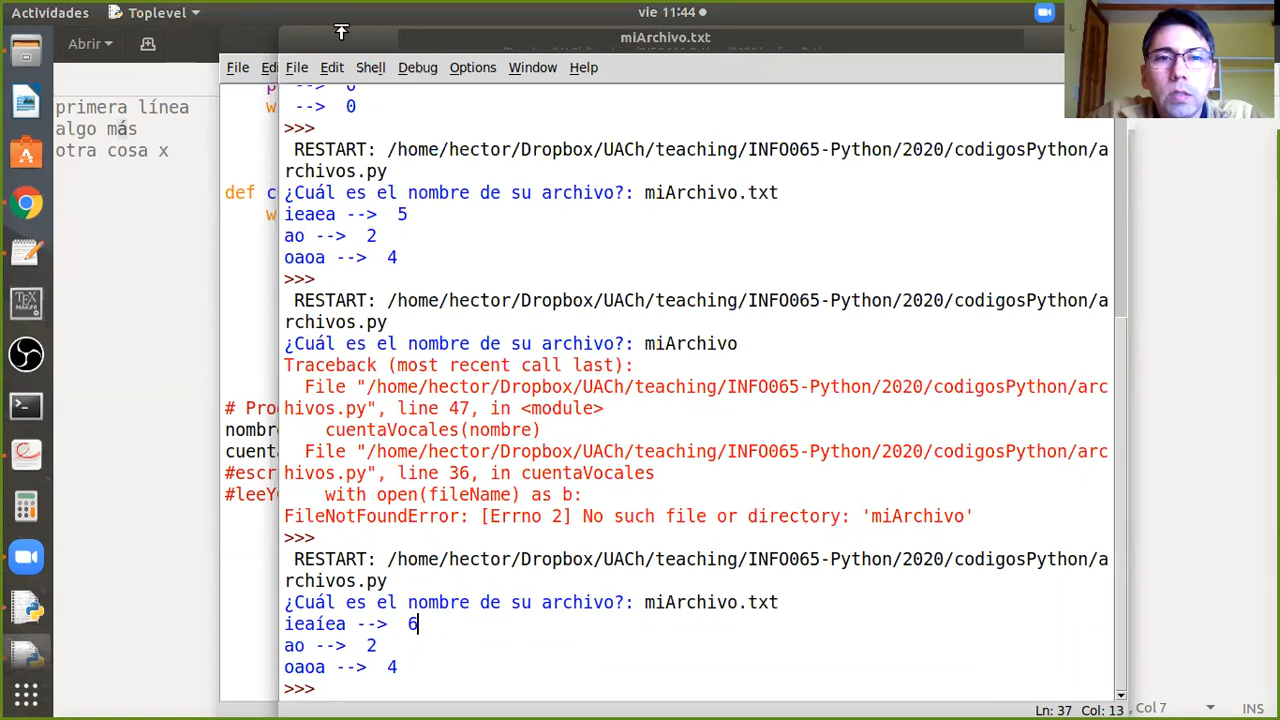 Actividades Toplevel vie 11:44
Abrir
miArchivo.txt
primera línea
algo más
otra cosa x
File Edi
def c
w
# Pro
nombr
cuent
#escr
#leeY
File Edit Shell Debug Options Window Help
--> 0
>>>
RESTART: /home/hector/Dropbox/UACh/teaching/INFO065-Python/2020/codigosPython/a
rchivos.py
¿Cuál es el nombre de su archivo?: miArchivo.txt
ieaea --> 5
ao --> 2
oaoa --> 4
>>>
RESTART: /home/hector/Dropbox/UACh/teaching/INFO065-Python/2020/codigosPython/a
rchivos.py
¿Cuál es el nombre de su archivo?: miArchivo
Traceback (most recent call last):
File "/home/hector/Dropbox/UACh/teaching/INFO065-Python/2020/codigosPython/arc
hivos.py", line 47, in <module>
cuentaVocales(nombre)
File "/home/hector/Dropbox/UACh/teaching/INFO065-Python/2020/codigosPython/arc
hivos.py", line 36, in cuentaVocales
with open(fileName) as b:
FileNotFoundError: [Errno 2] No such file or directory: 'miArchivo'
>>>
RESTART: /home/hector/Dropbox/UACh/teaching/INFO065-Python/2020/codigosPython/a
rchivos.py
¿Cuál es el nombre de su archivo?: miArchivo.txt
ieaíea --> 6
ao --> 2
oaoa --> 4
>>>
Ln: 37 Col: 13 , Col 7 INS